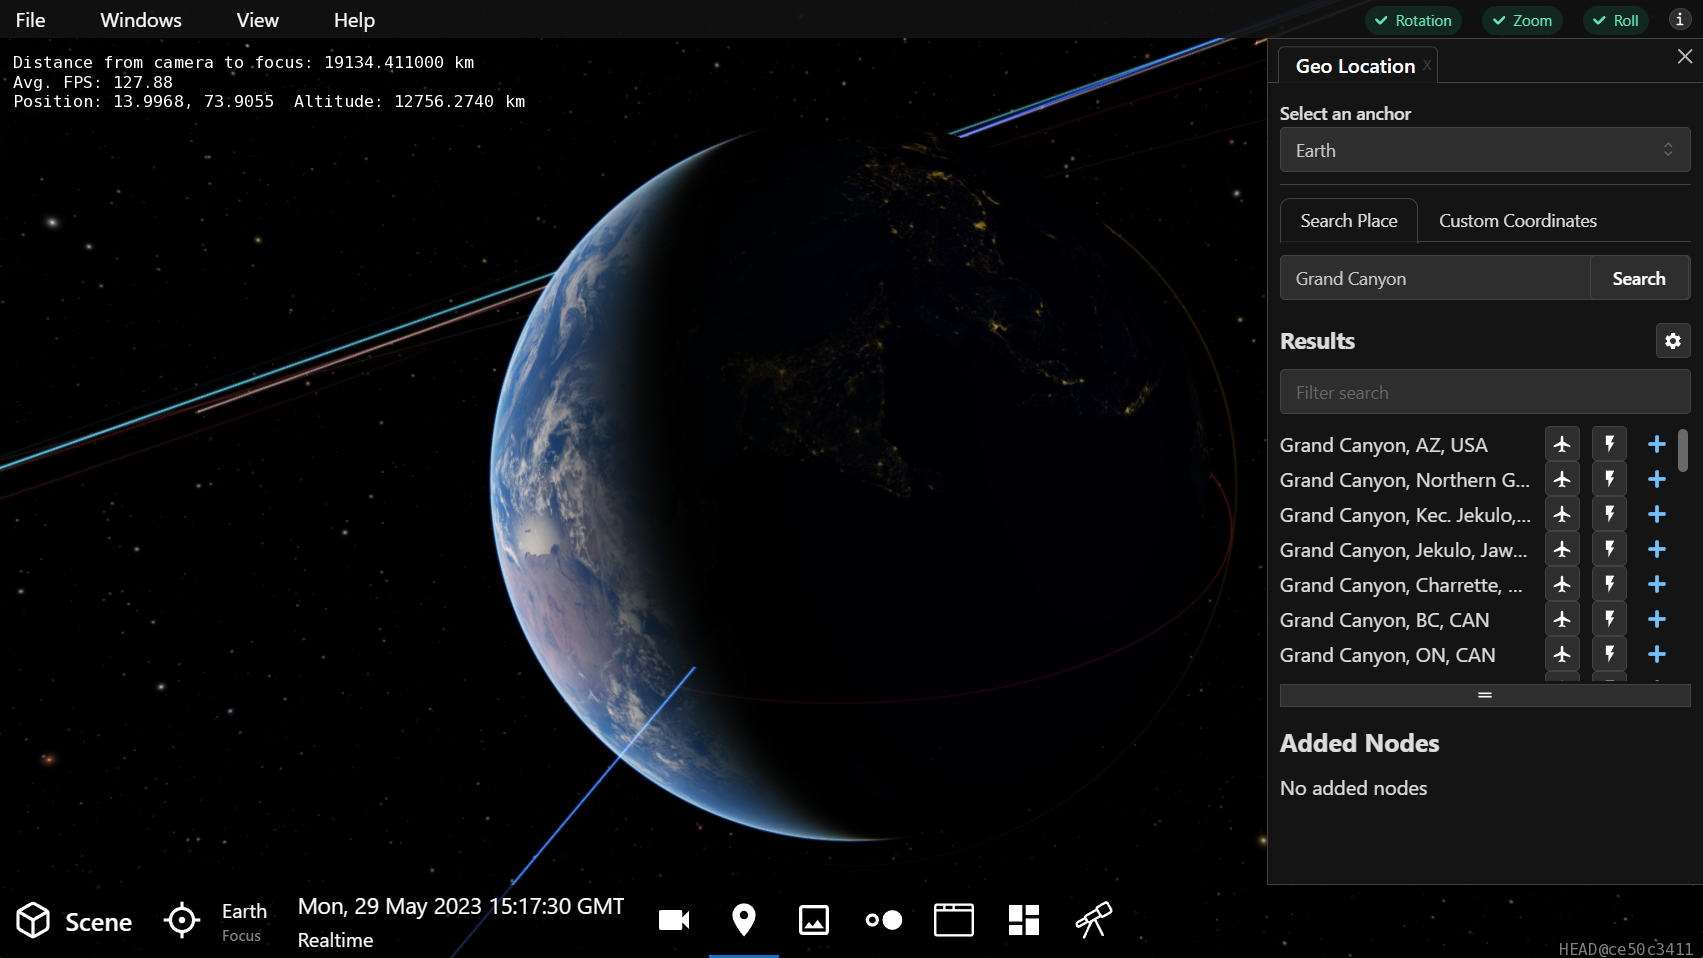 File Windows View Help
Rotation Zoom Roll
Distance from camera to focus: 19134.411000 km
Avg. FPS: 127.88
Position: 13.9968, 73.9055 Altitude: 12756.2740 km
Geo Location
Select an anchor
Earth
Search Place Custom Coordinates
Grand Canyon Search
Results
Filter search
Grand Canyon, AZ, USA
Grand Canyon, Northern G...
Grand Canyon, Kec. Jekulo,...
Grand Canyon, Jekulo, Jaw...
Grand Canyon, Charrette, ...
Grand Canyon, BC, CAN
Grand Canyon, ON, CAN
Added Nodes
No added nodes
Scene
Earth
Focus
Mon, 29 May 2023 15:17:30 GMT
Realtime
HEAD@ce50c3411